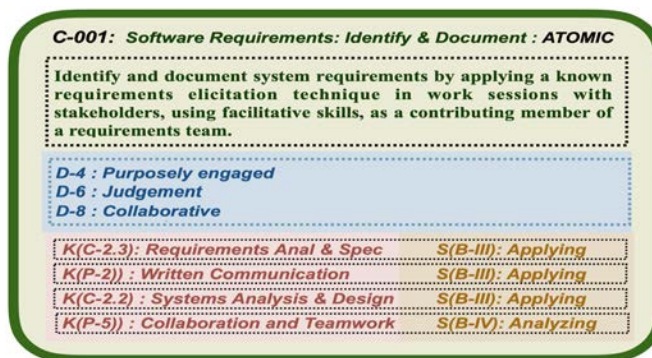 C-001: Software Requirements: Identify & Document : ATOMIC
Identify and document system requirements by applying a known
requirements elicitation technique in work sessions with
stakeholders, using facilitative skills, as a contributing member of
a requirements team.
D-4 : Purposely engaged
D-6 : Judgement
D-8 : Collaborative
K(C-2.3): Requirements Anal & Spec S(B-III): Applying
K(P-2)) : Written Communication S(B-III): Applying
K(C-2.2) : Systems Analysis & Design S(B-III): Applying
K(P-5)) : Collaboration and Teamwork S(B-IV): Analyzing